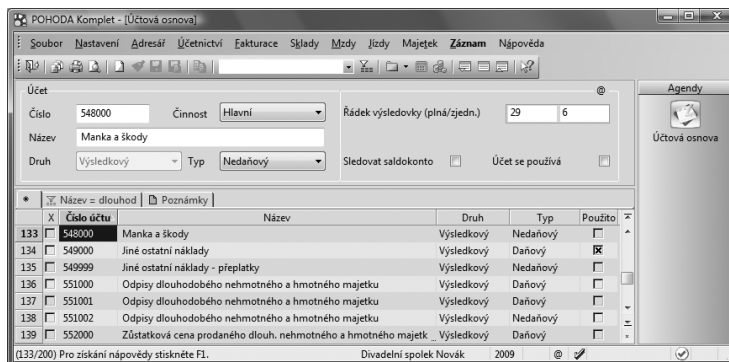 POHODA Komplet - [Účtová osnova]
Soubor Nastavení Adresář Účetnictví Fakturace Sklady Mzdy Jízdy Majetek Záznam Nápověda
Účet @ Agendy
Číslo 548000 Činnost Hlavní Řádek výsledovky (plná/zjedn.) 29 6
Účtová osnova
Název Manka a škody
Druh Výsledkový Typ Nedaňový Sledovat saldokonto Účet se používá
* Název = dlouhod Poznámky
X Číslo účtu Název Druh Typ Použito
133 548000 Manka a škody Výsledkový Nedaňový
134 549000 Jiné ostatní náklady Výsledkový Daňový
135 549999 Jiné ostatní náklady - přeplatky Výsledkový Nedaňový
136 551000 Odpisy dlouhodobého nehmotného a hmotného majetku Výsledkový Daňový
137 551001 Odpisy dlouhodobého nehmotného a hmotného majetku Výsledkový Daňový
138 551002 Odpisy dlouhodobého nehmotného a hmotného majetku Výsledkový Nedaňový
139 552000 Zůstatková cena prodaného dlouh. nehmotného a hmotného majetk ... Výsledkový Daňový
(133/200) Pro získání nápovědy stiskněte F1. Divadelní spolek Novák 2009 @